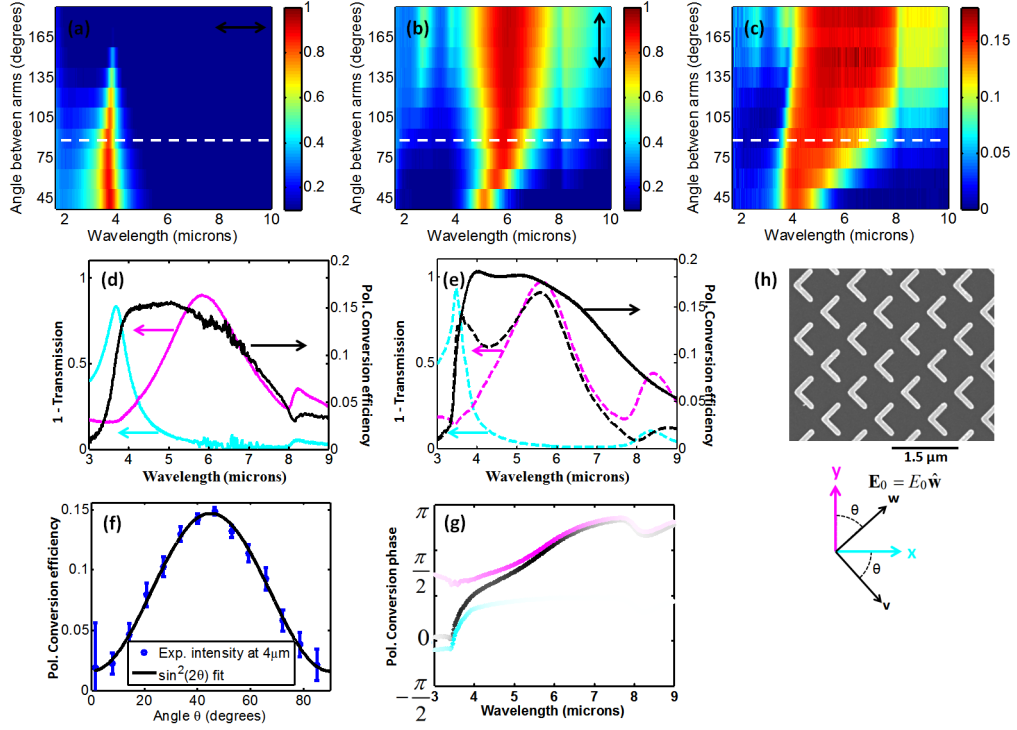 (a)
Angle between arms (degrees)
165
135
105
75
45
2 4 6 8 10
Wavelength (microns)
1
0.8
0.6
0.4
0.2
(b)
Angle between arms (degrees)
165
135
105
75
45
2 4 6 8 10
Wavelength (microns)
1
0.8
0.6
0.4
0.2
(c)
Angle between arms (degrees)
165
135
105
75
45
2 4 6 8 10
Wavelength (microns)
0.15
0.1
0.05
0
(d)
1 - Transmission
1
0.5
0
3 4 5 6 7 8 9
Wavelength (microns)
0.2
0.15
0.1
0.05
0
Pol. Conversion efficiency
(e)
1 - Transmission
1
0.5
0
3 4 5 6 7 8 9
Wavelength (microns)
0.2
0.15
0.1
0.05
0
Pol. Conversion efficiency
(h)
1.5 μm
y
E₀ = E₀ŵ
w
θ
x
θ
v
(f)
Pol. Conversion efficiency
0.15
0.1
0.05
0
0 20 40 60 80
Angle θ (degrees)
Exp. intensity at 4μm
sin²(2θ) fit
(g)
Pol. Conversion phase
π
π/2
0
-π/2
3 4 5 6 7 8 9
Wavelength (microns)